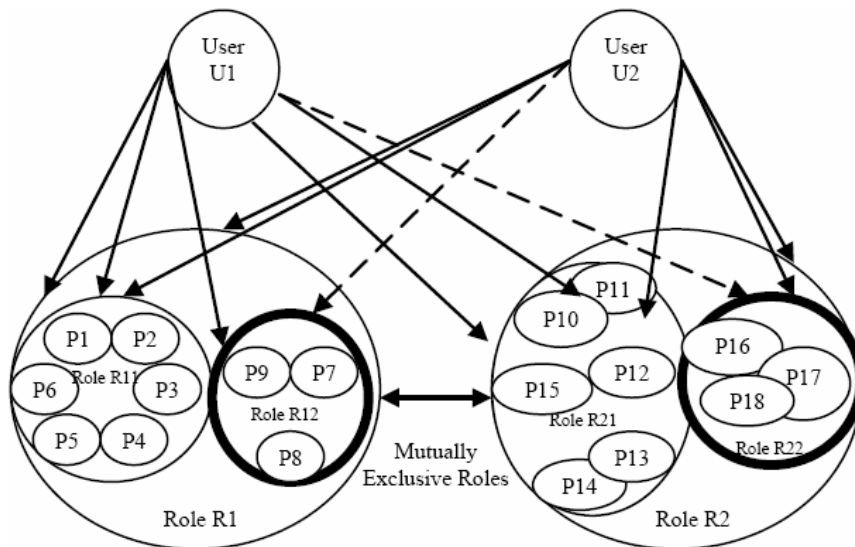 User
U1
User
U2
P1
P2
Role R11
P6
P3
P5
P4
P9
P7
Role R12
P8
Role R1
Mutually
Exclusive Roles
P11
P10
P12
P15
Role R21
P13
P14
P16
P17
P18
Role R22
Role R2